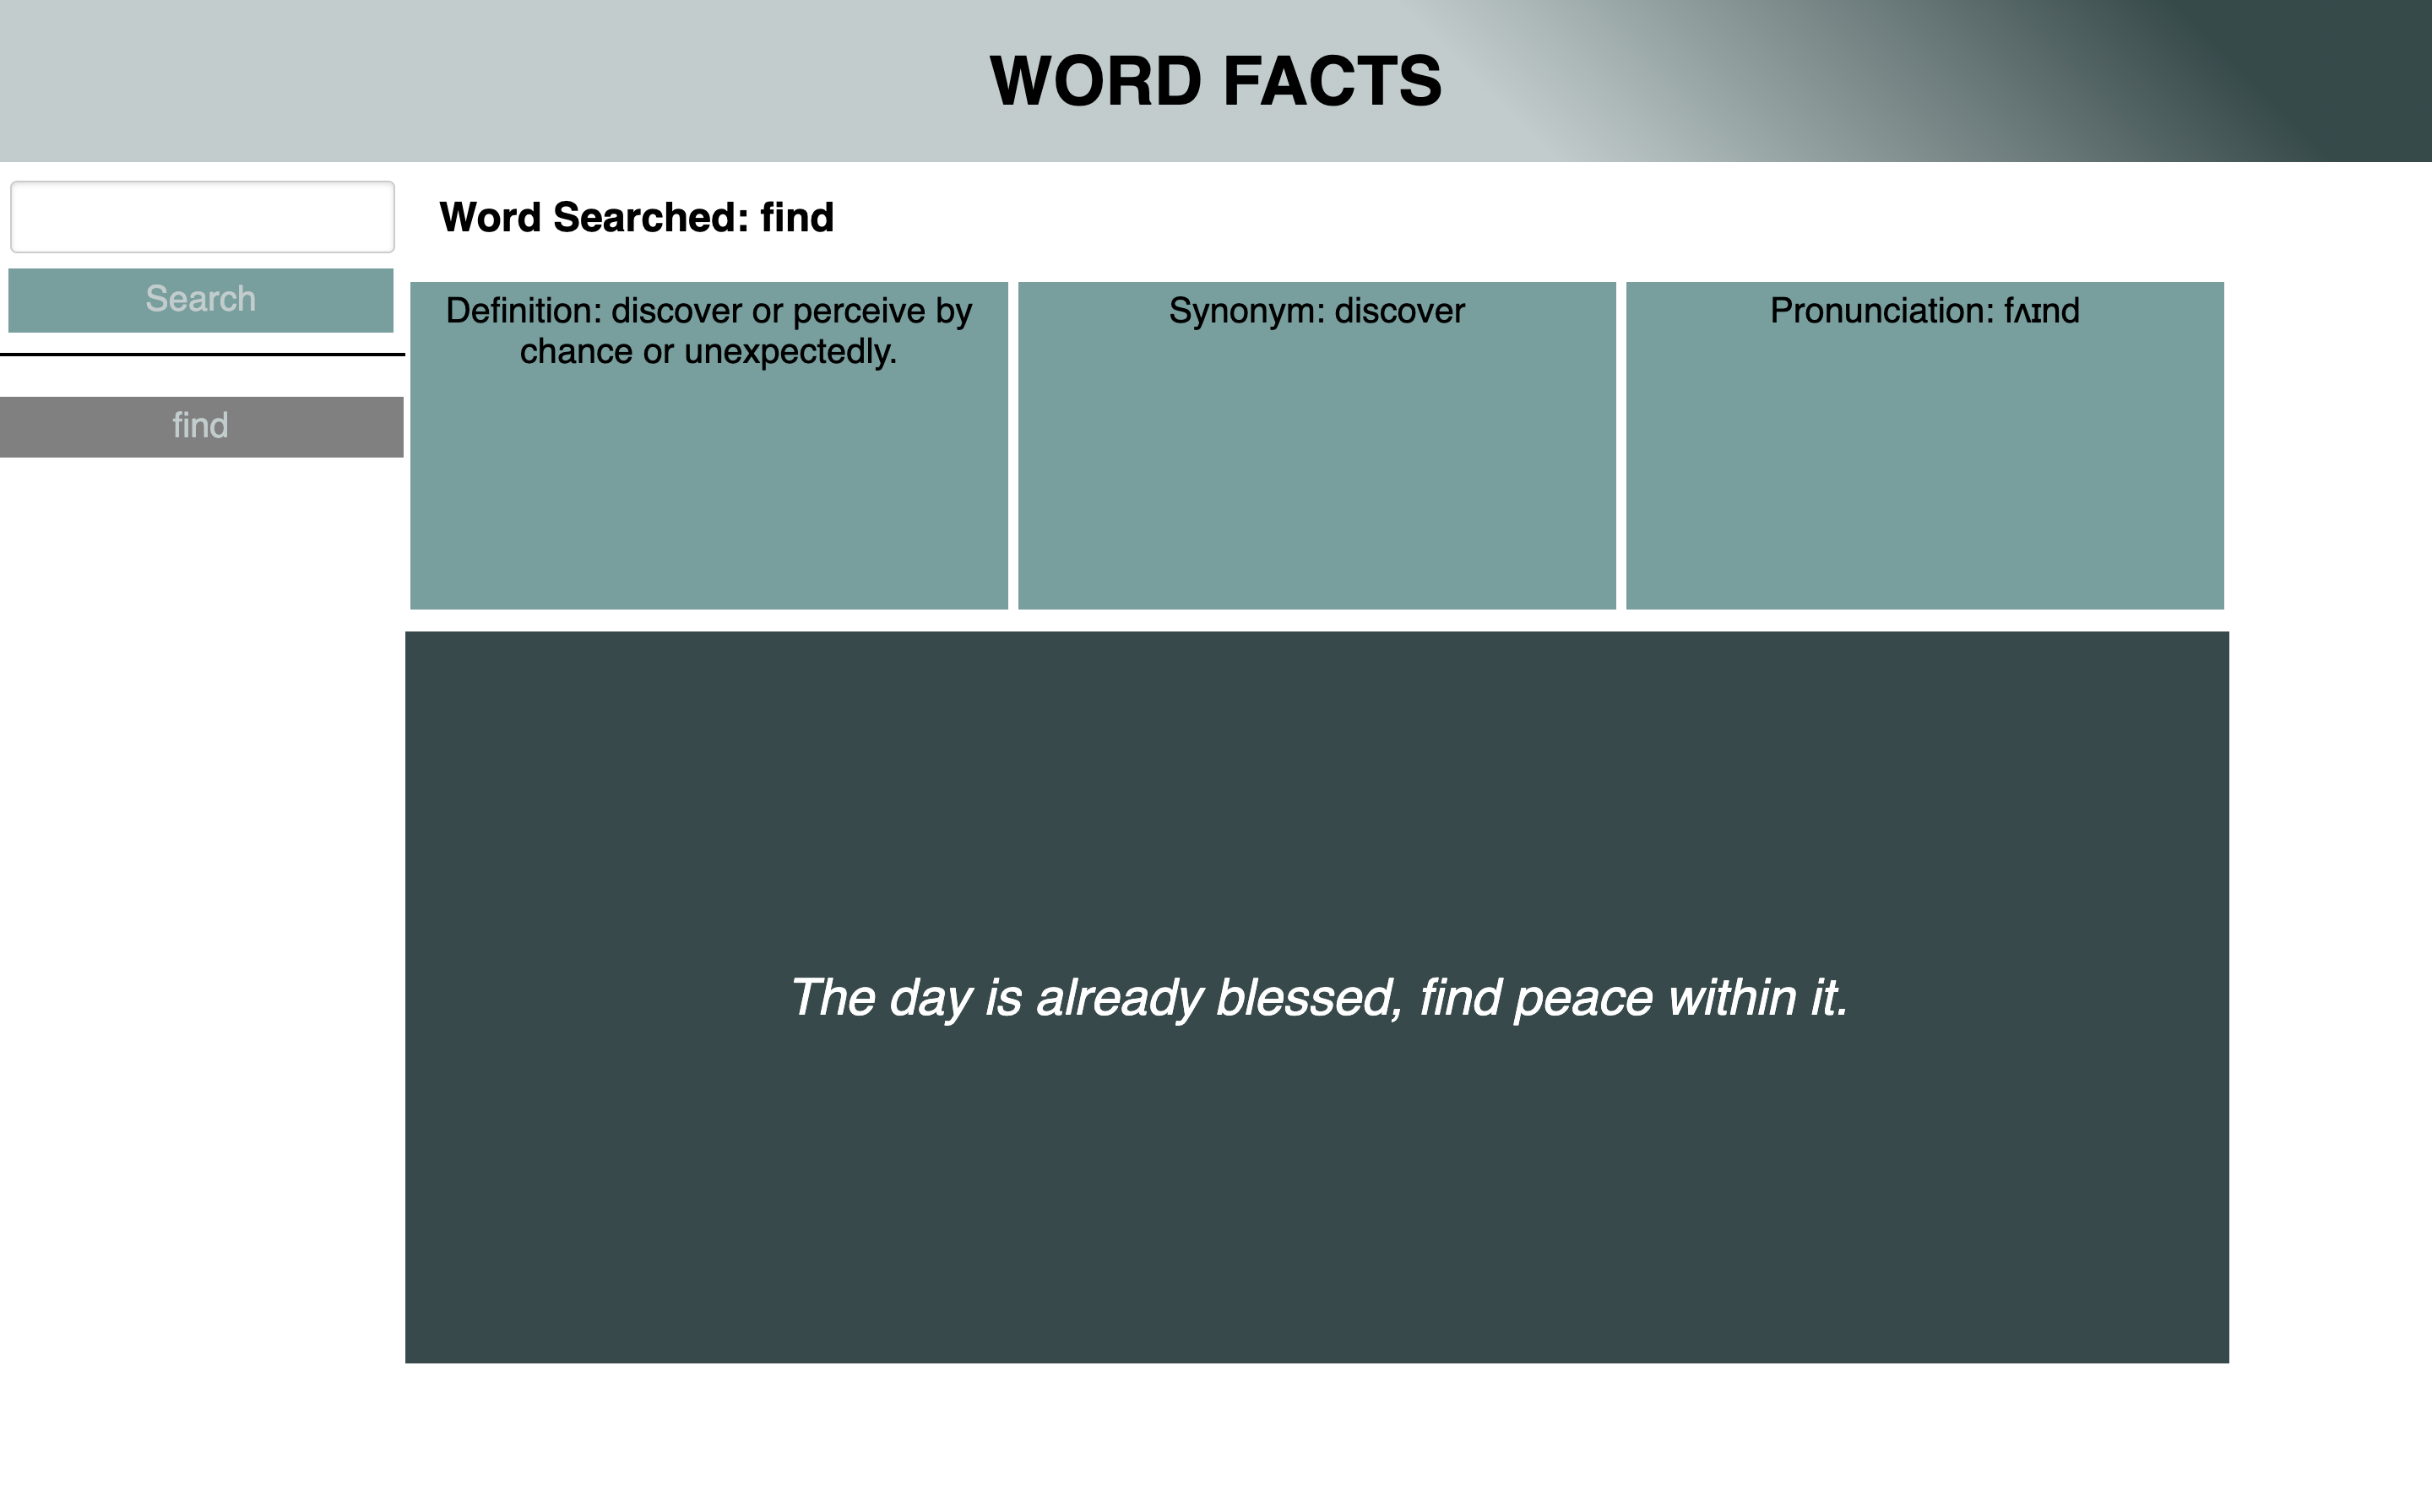 WORD FACTS
Word Searched: find
Search
find
Definition: discover or perceive by
chance or unexpectedly.
Synonym: discover
Pronunciation: fʌɪnd
The day is already blessed, find peace within it.